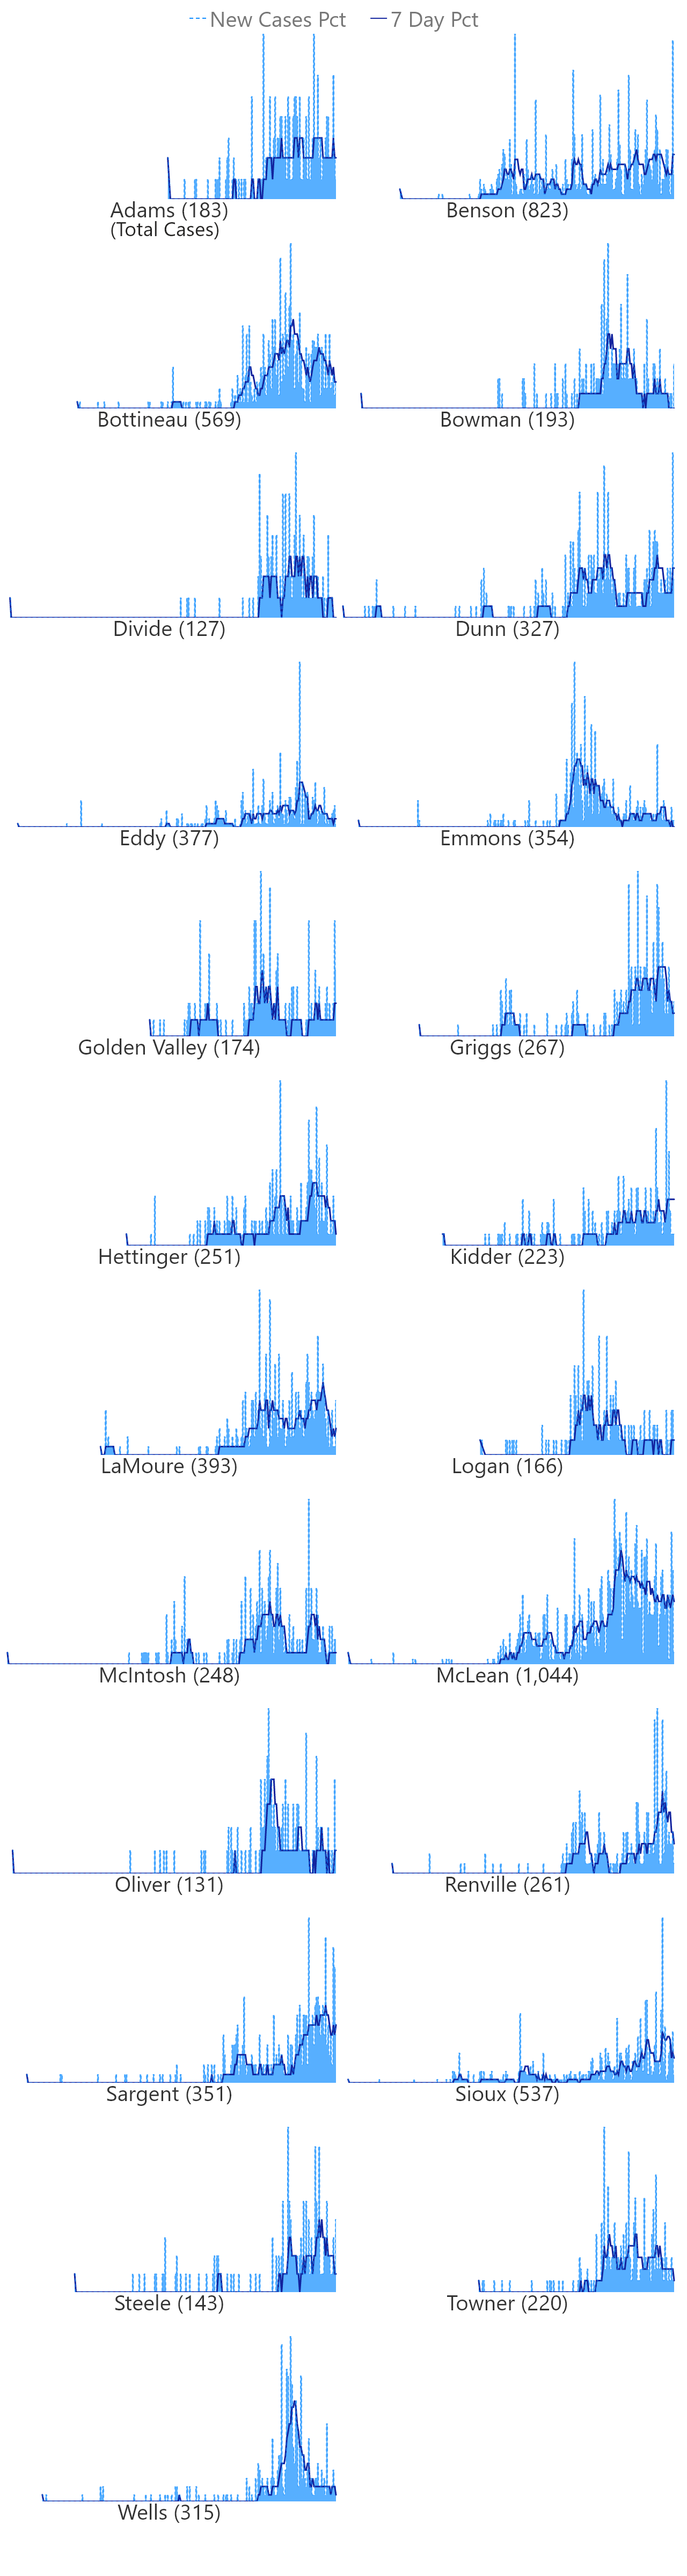 New Cases Pct 7 Day Pct
Adams (183) Benson (823)
(Total Cases)
Bottineau (569) Bowman (193)
Divide (127) Dunn (327)
Eddy (377) Emmons (354)
Golden Valley (174) Griggs (267)
Hettinger (251) Kidder (223)
LaMoure (393) Logan (166)
McIntosh (248) McLean (1,044)
Oliver (131) Renville (261)
Sargent (351) Sioux (537)
Steele (143) Towner (220)
Wells (315)